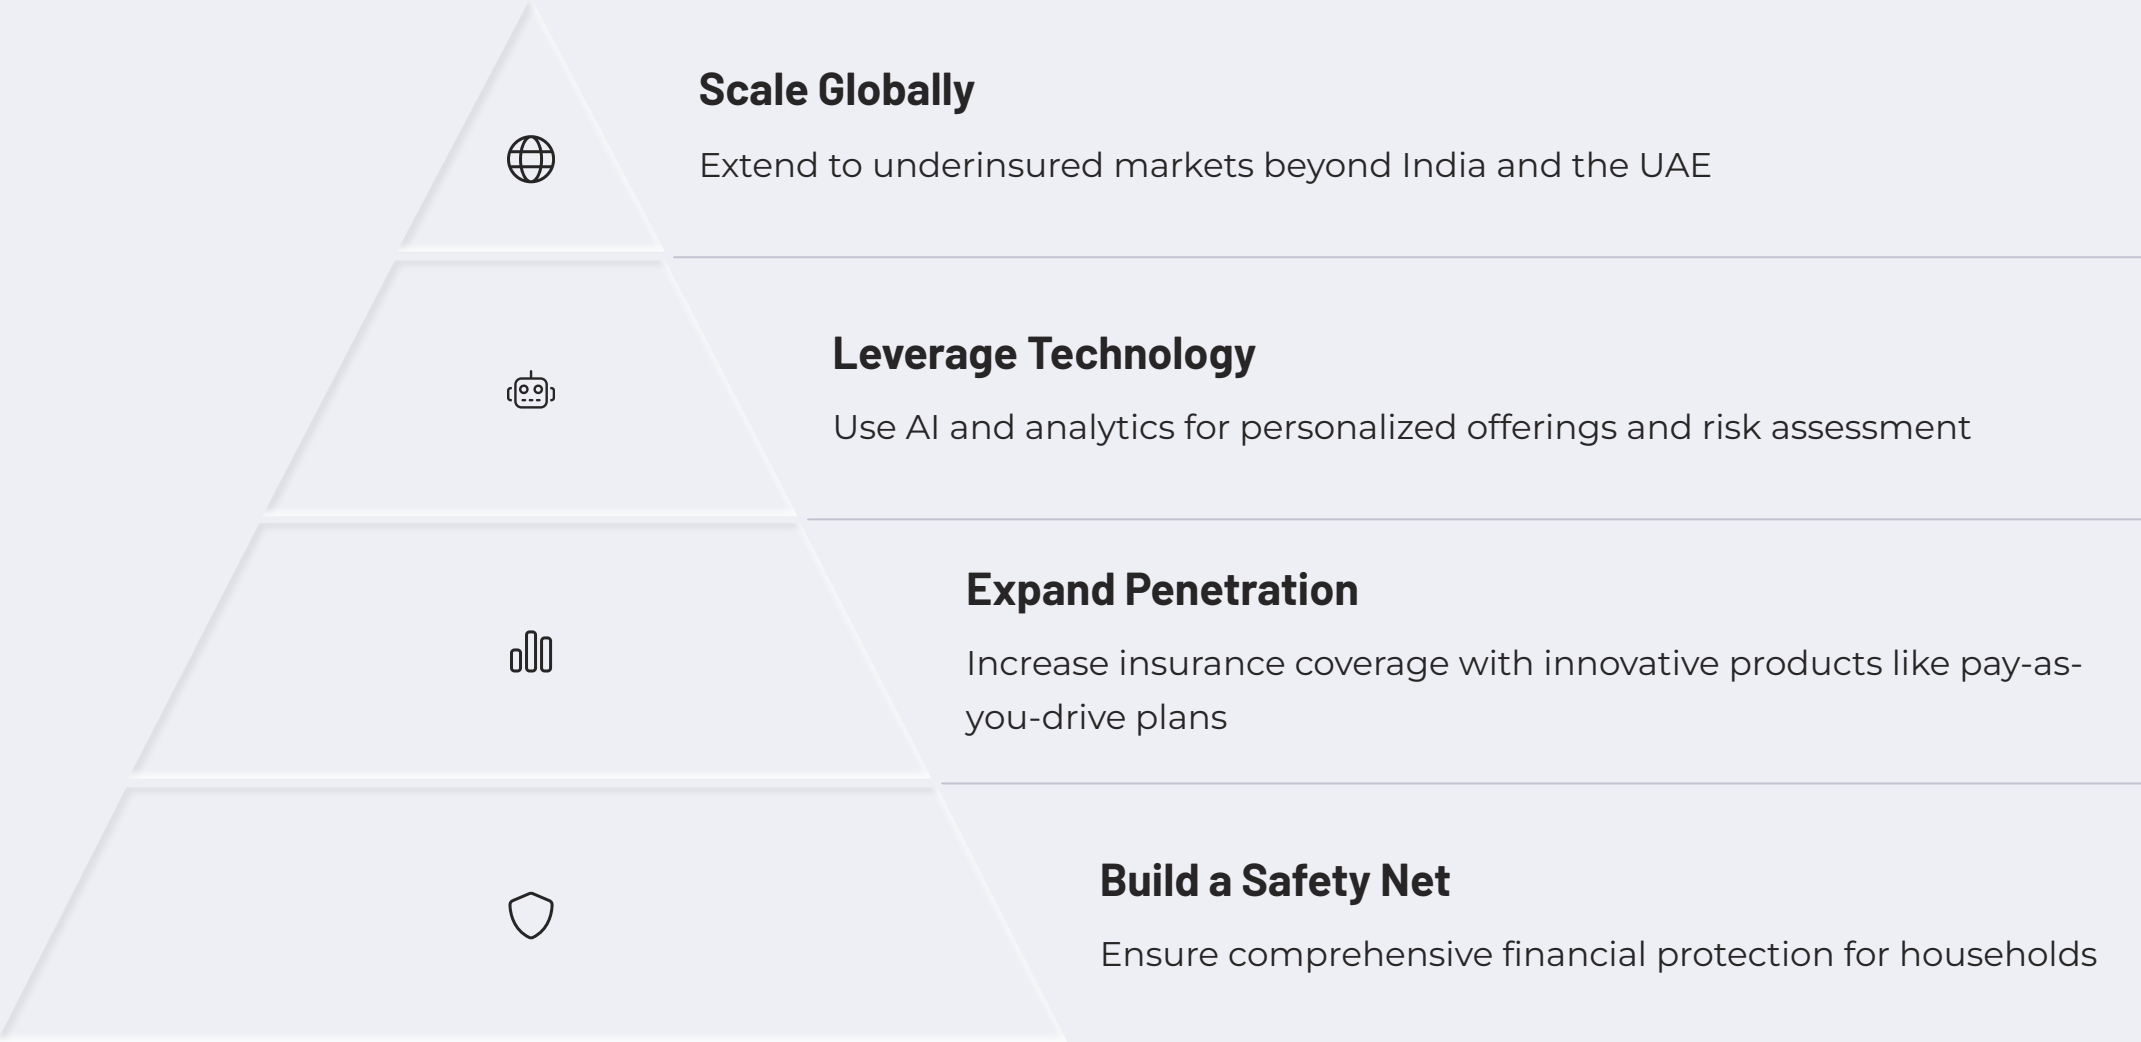 Scale Globally
Extend to underinsured markets beyond India and the UAE
Leverage Technology
Use AI and analytics for personalized offerings and risk assessment
Expand Penetration
Increase insurance coverage with innovative products like pay-as-
you-drive plans
Build a Safety Net
Ensure comprehensive financial protection for households